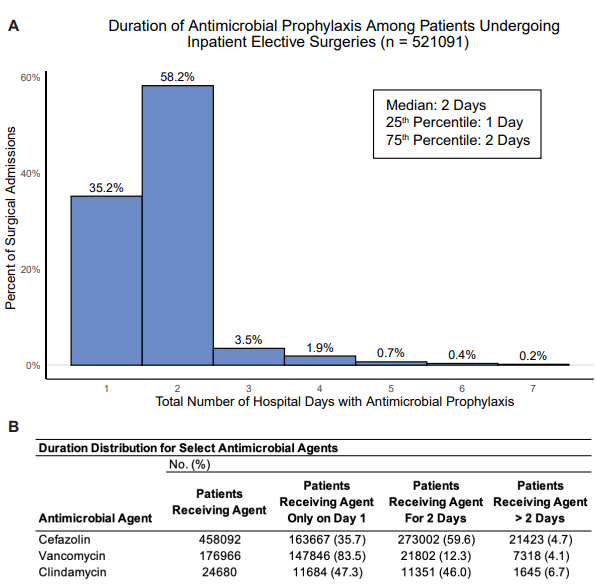 A
Duration of Antimicrobial Prophylaxis Among Patients Undergoing
Inpatient Elective Surgeries (n = 521091)
60%
58.2%
Median: 2 Days
25th Percentile: 1 Day
75th Percentile: 2 Days
40%
35.2%
20%
3.5%
1.9%
0.7%
0.4%
0.2%
0%
Percent of Surgical Admissions
1 2 3 4 5 6 7
Total Number of Hospital Days with Antimicrobial Prophylaxis
B
Duration Distribution for Select Antimicrobial Agents
No. (%)
Antimicrobial Agent
Patients
Receiving Agent
Patients
Receiving Agent
Only on Day 1
Patients
Receiving Agent
For 2 Days
Patients
Receiving Agent
> 2 Days
Cefazolin 458092 163667 (35.7) 273002 (59.6) 21423 (4.7)
Vancomycin 176966 147846 (83.5) 21802 (12.3) 7318 (4.1)
Clindamycin 24680 11684 (47.3) 11351 (46.0) 1645 (6.7)